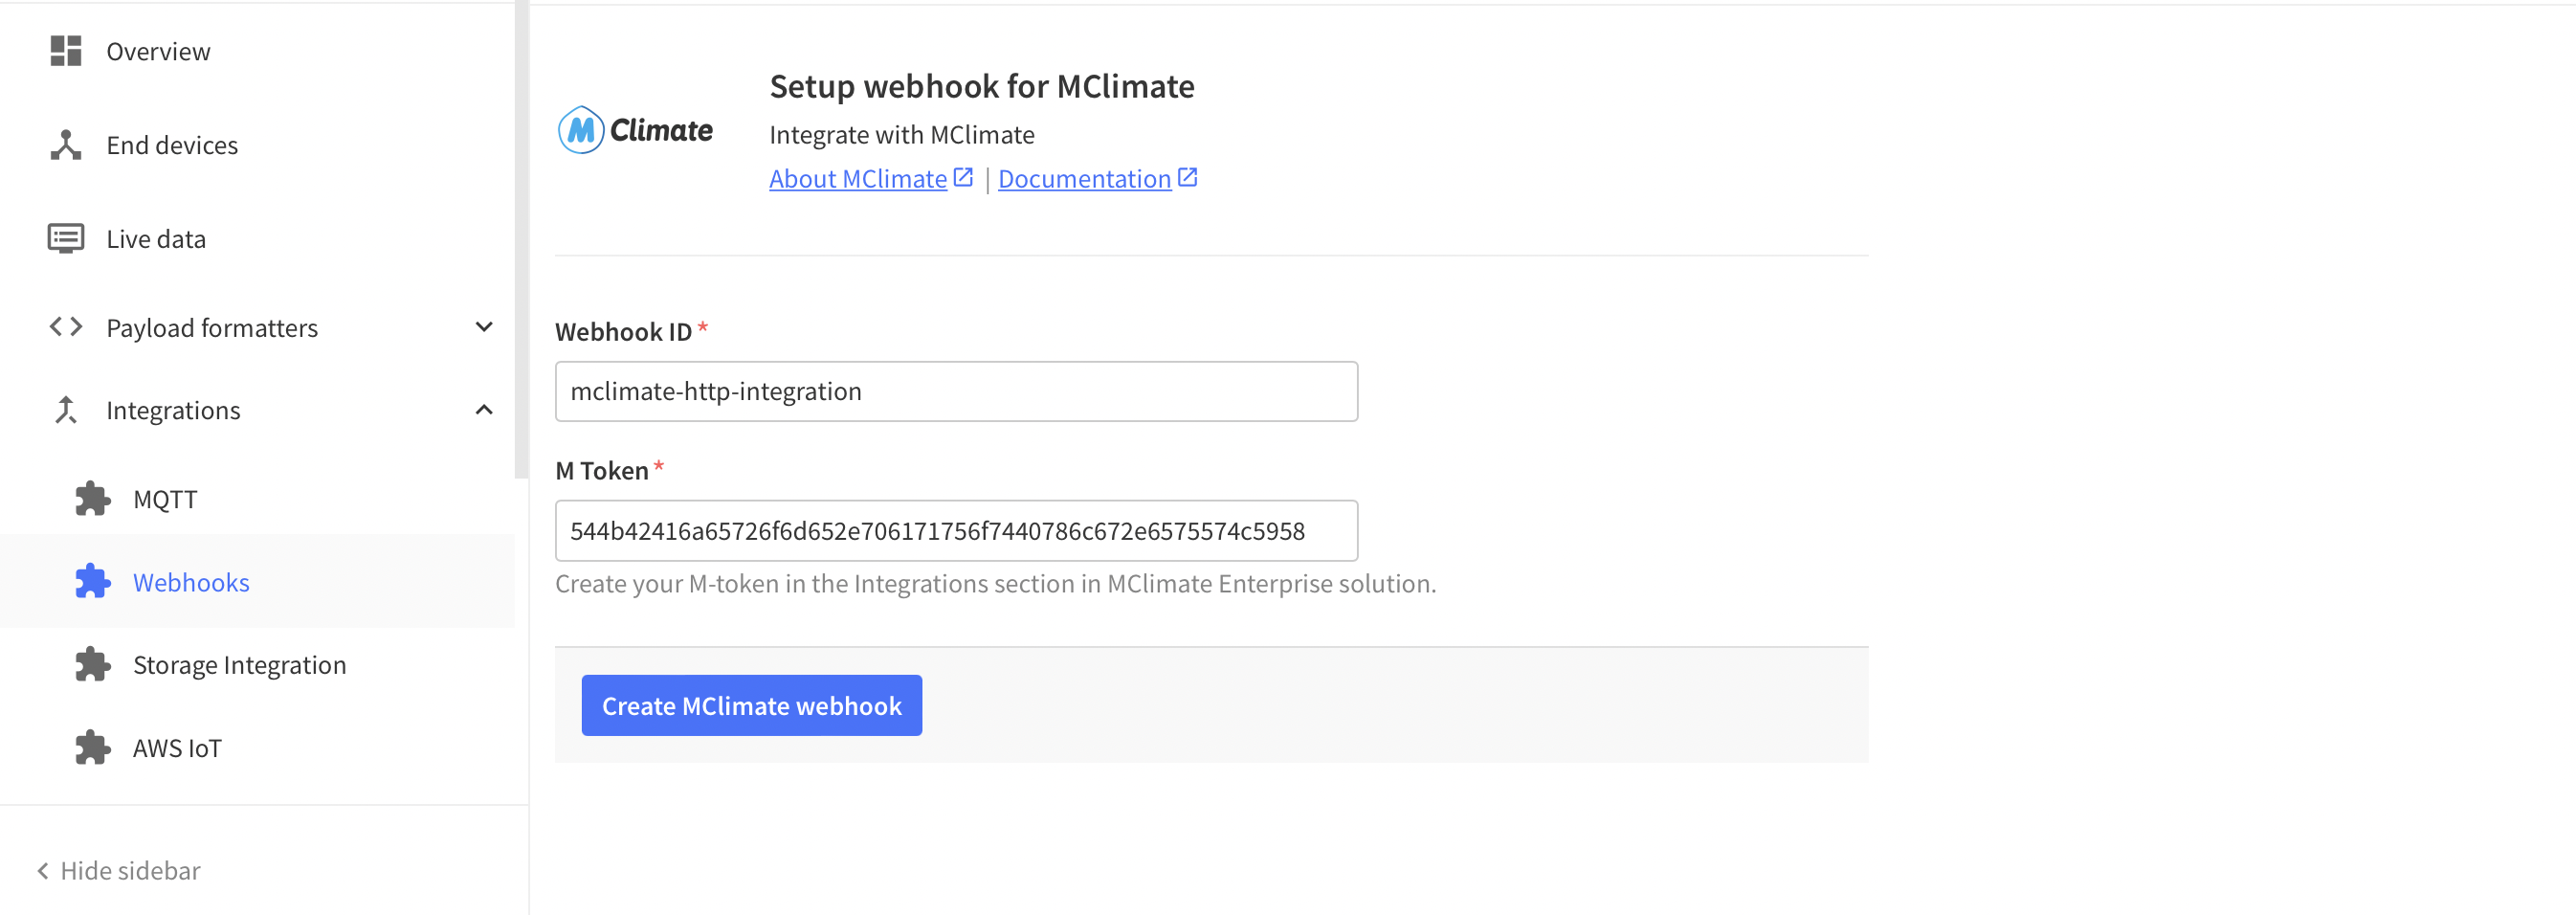 Overview
End devices
Live data
Payload formatters
Integrations
MQTT
Webhooks
Storage Integration
AWS IoT
Hide sidebar
M Climate
Setup webhook for MClimate
Integrate with MClimate
About MClimate | Documentation
Webhook ID *
mclimate-http-integration
M Token *
544b42416a65726f6d652e706171756f7440786c672e6575574c5958
Create your M-token in the Integrations section in MClimate Enterprise solution.
Create MClimate webhook